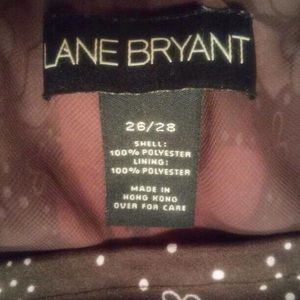 LANE BRYANT
26/28
SHELL:
100% POLYESTER
LINING:
100% POLYESTER
MADE IN
HONG KONG
OVER FOR CARE